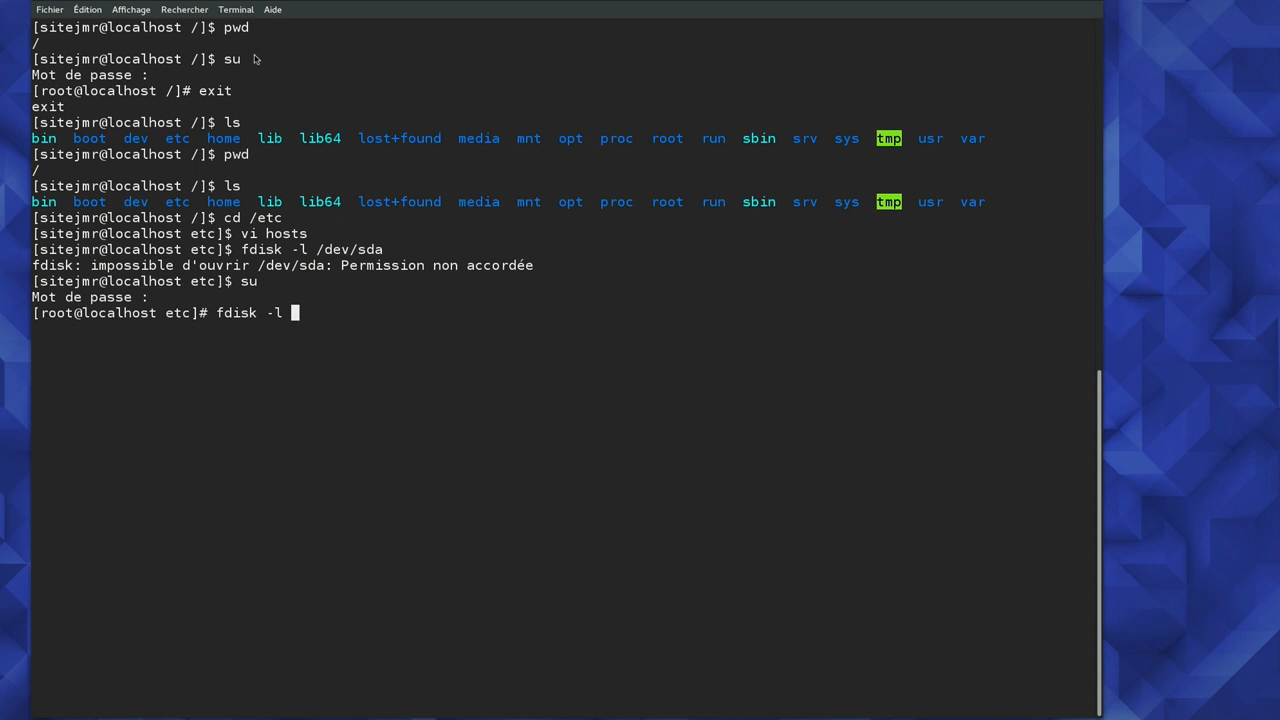 Fichier Édition Affichage Rechercher Terminal Aide
[sitejmr@localhost /]$ pwd
/
[sitejmr@localhost /]$ su
Mot de passe :
[root@localhost /]# exit
exit
[sitejmr@localhost /]$ ls
bin boot dev etc home lib lib64 lost+found media mnt opt proc root run sbin srv sys tmp usr var
[sitejmr@localhost /]$ pwd
/
[sitejmr@localhost /]$ ls
bin boot dev etc home lib lib64 lost+found media mnt opt proc root run sbin srv sys tmp usr var
[sitejmr@localhost /]$ cd /etc
[sitejmr@localhost etc]$ vi hosts
[sitejmr@localhost etc]$ fdisk -l /dev/sda
fdisk: impossible d'ouvrir /dev/sda: Permission non accordée
[sitejmr@localhost etc]$ su
Mot de passe :
[root@localhost etc]# fdisk -l